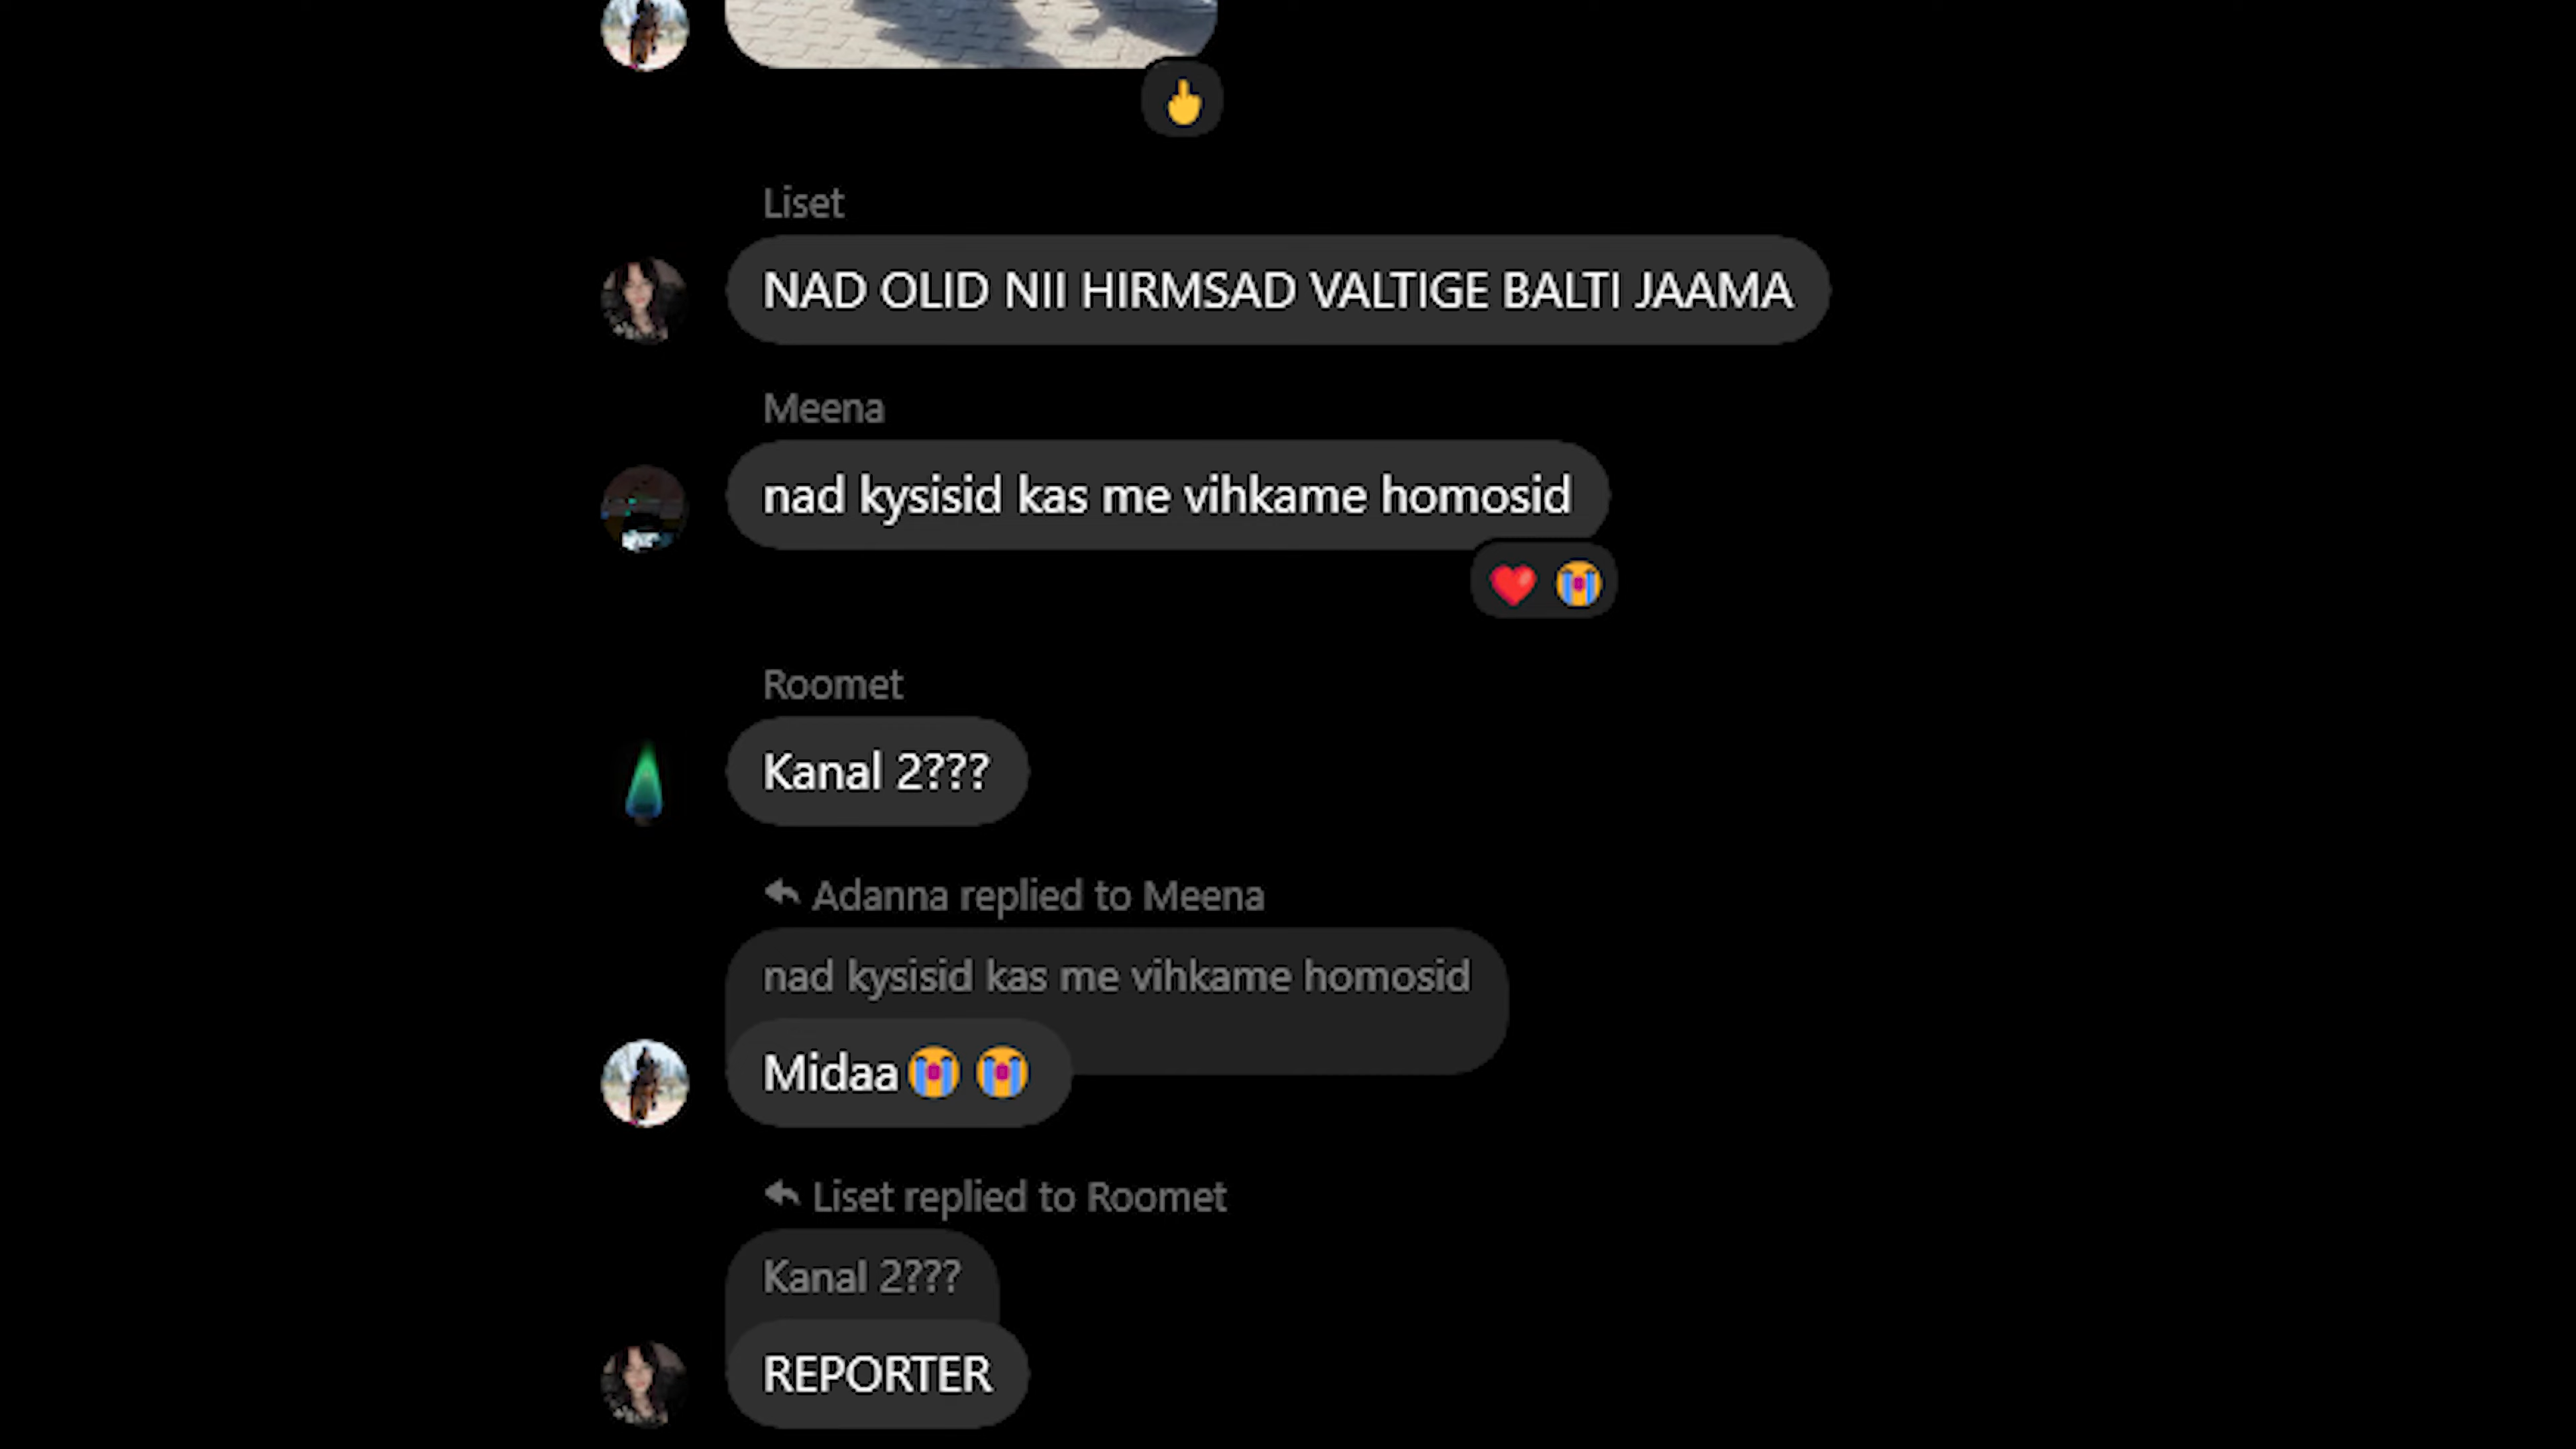 Liset
NAD OLID NII HIRMSAD VALTIGE BALTI JAAMA
Meena
nad kysisid kas me vihkame homosid
Roomet
Kanal 2???
Adanna replied to Meena
nad kysisid kas me vihkame homosid
Midaa😭😭
Liset replied to Roomet
Kanal 2???
REPORTER